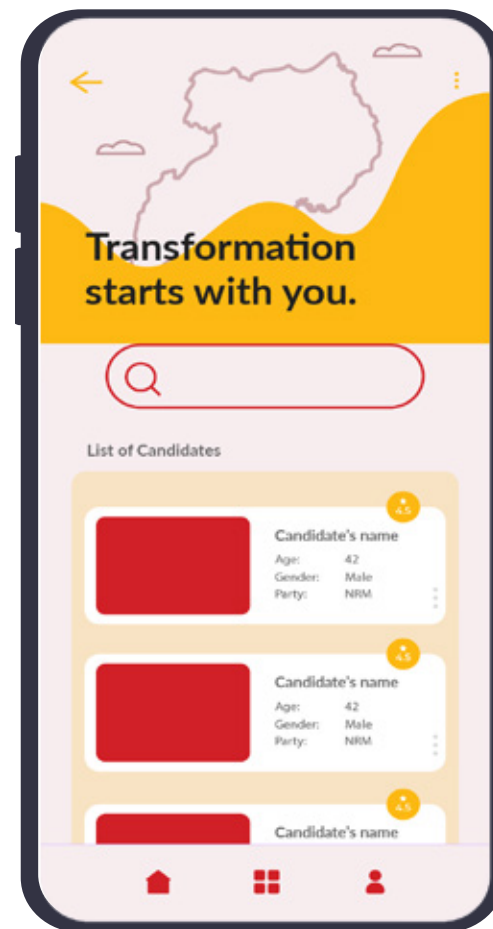 Transformation
starts with you.
List of Candidates
4.5
Candidate's name
Age: 42
Gender: Male
Party: NRM
4.5
Candidate's name
Age: 42
Gender: Male
Party: NRM
4.5
Candidate's name